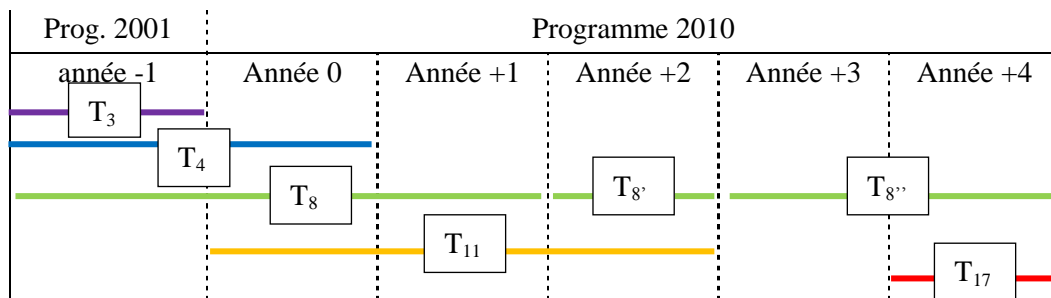 Prog. 2001 Programme 2010
année -1 Année 0 Année +1 Année +2 Année +3 Année +4
T₃
T₄
T₈ T₈’ T₈’’
T₁₁
T₁₇